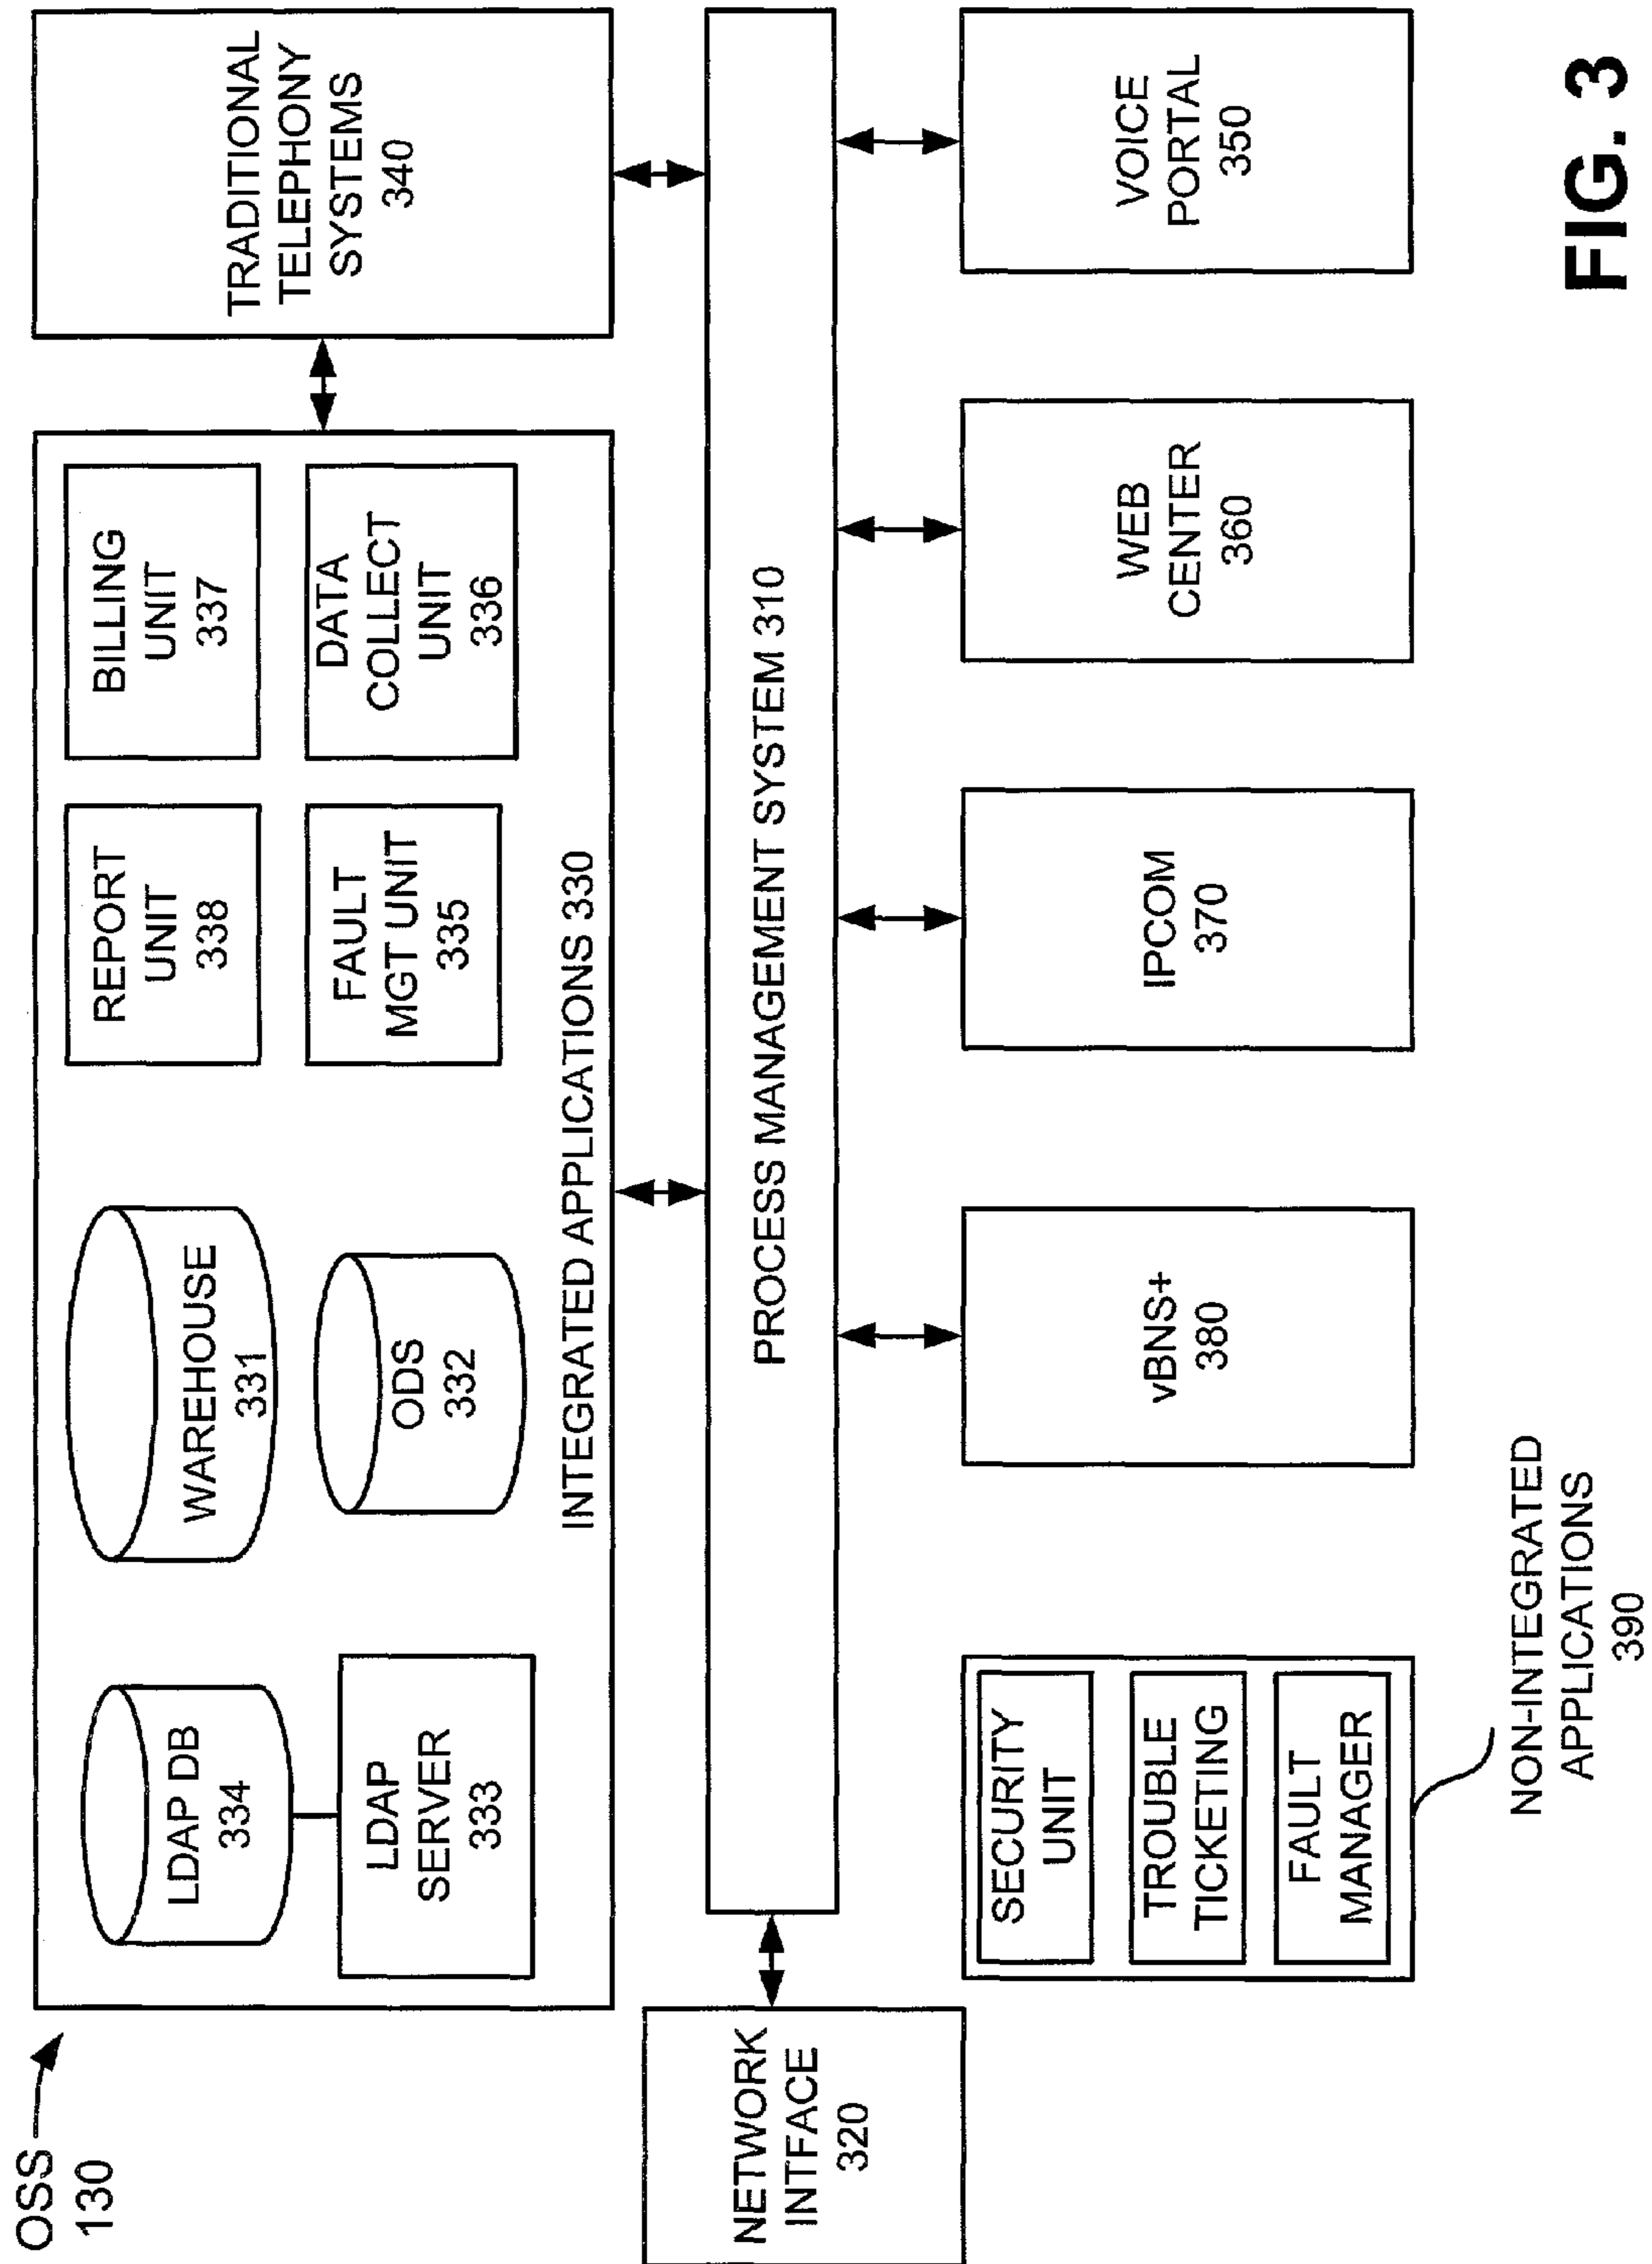 OSS
130
LDAP DB
334
LDAP
SERVER
333
WAREHOUSE
331
ODS
332
REPORT
UNIT
338
BILLING
UNIT
337
FAULT
MGT UNIT
335
DATA
COLLECT
UNIT
336
INTEGRATED APPLICATIONS 330
TRADITIONAL
TELEPHONY
SYSTEMS
340
NETWORK
INTFACE
320
PROCESS MANAGEMENT SYSTEM 310
SECURITY
UNIT
TROUBLE
TICKETING
FAULT
MANAGER
NON-INTEGRATED
APPLICATIONS
390
vBNS+
380
IPCOM
370
WEB
CENTER
360
VOICE
PORTAL
350
FIG. 3